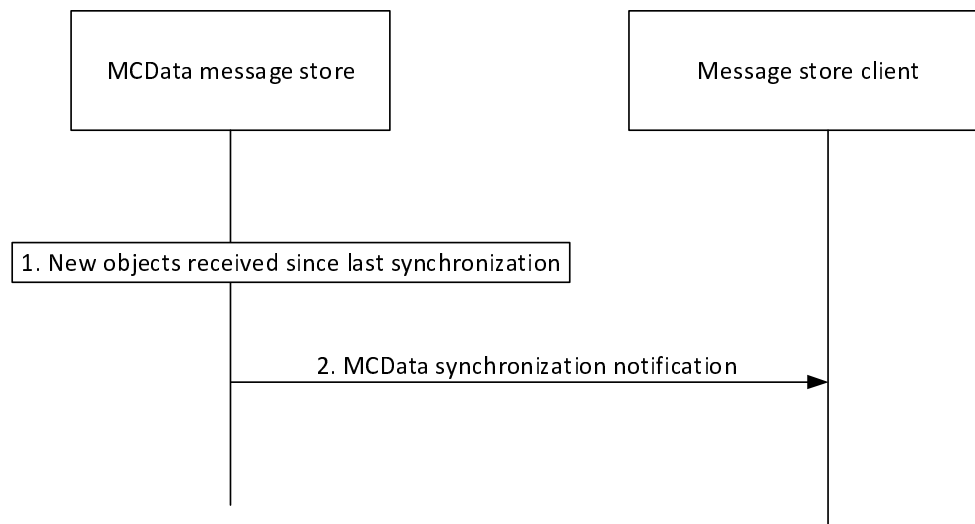 MCData message store
Message store client
1. New objects received since last synchronization
2. MCData synchronization notification